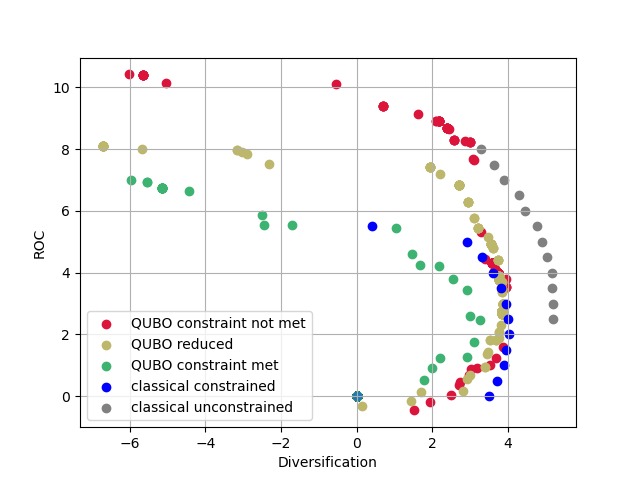 10
8
6
4
2
0
ROC
QUBO constraint not met
QUBO reduced
QUBO constraint met
classical constrained
classical unconstrained
−6 −4 −2 0 2 4
Diversification